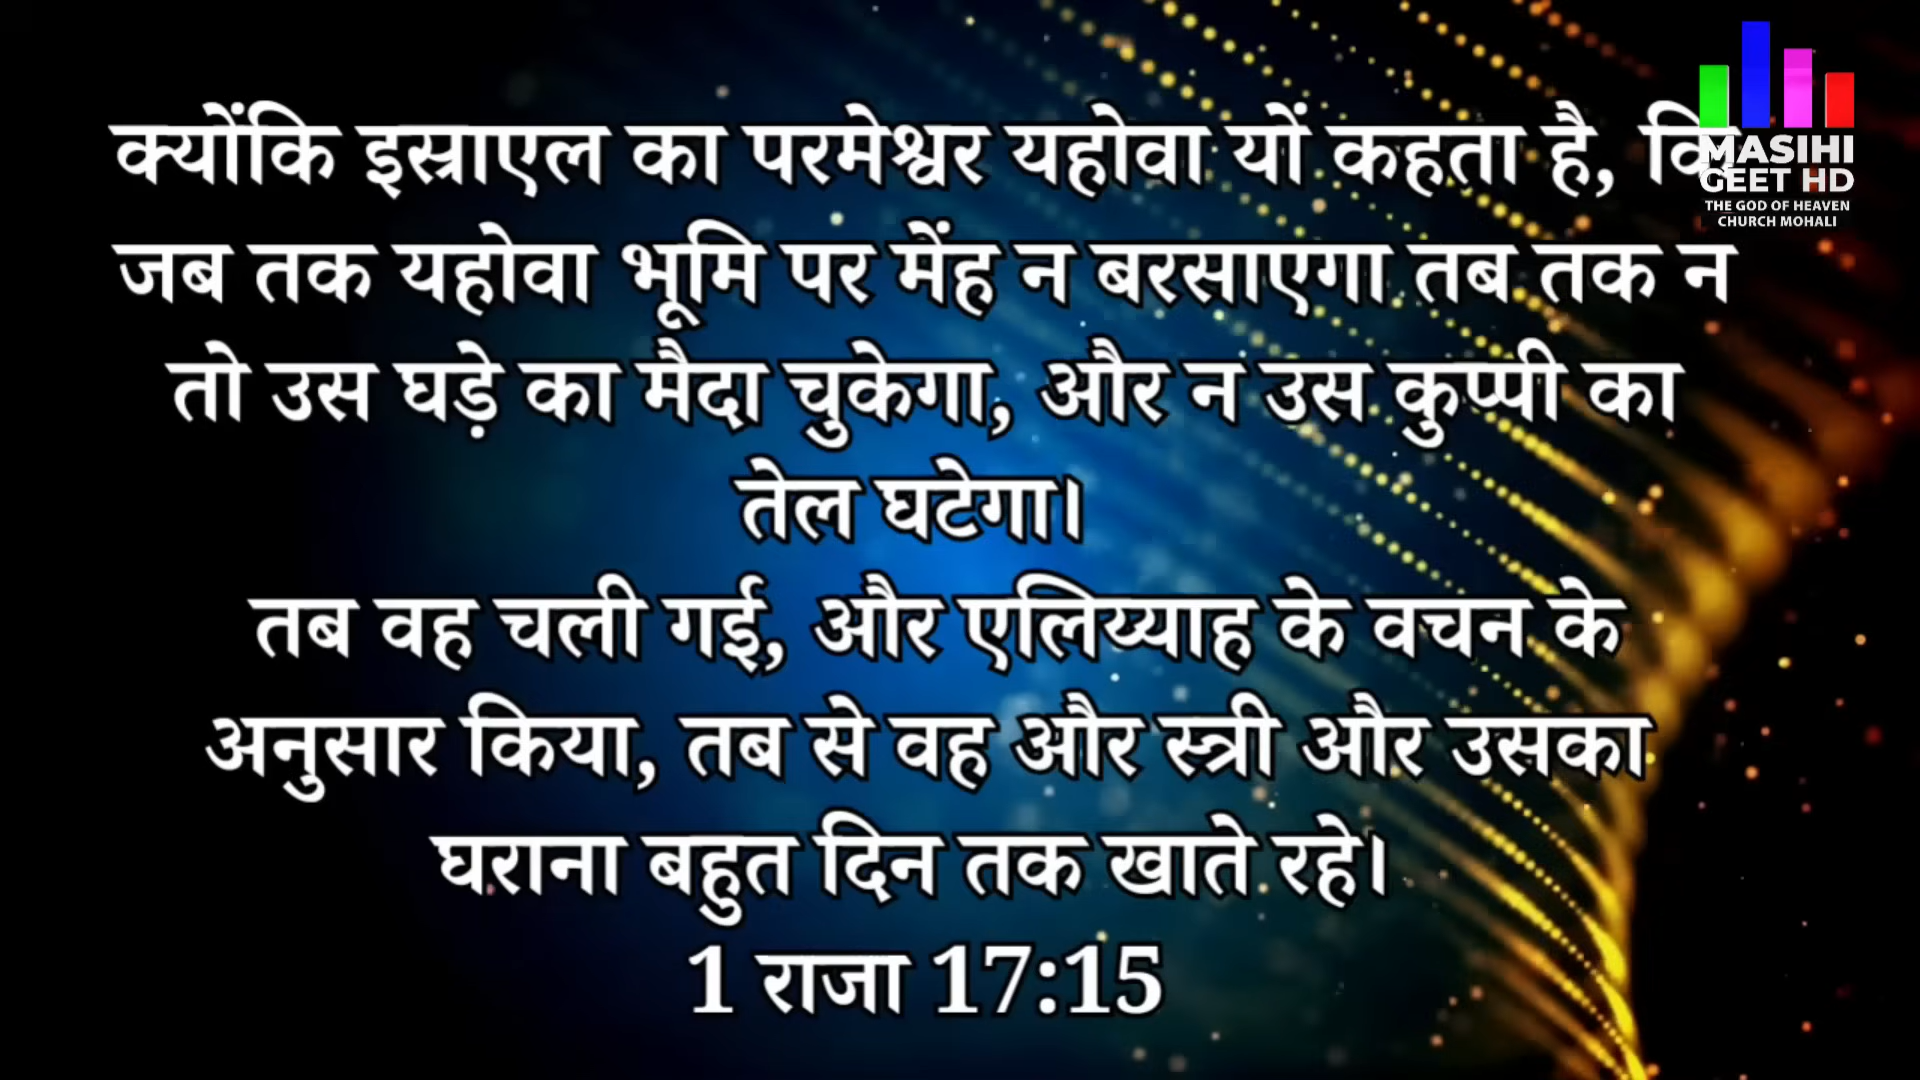 क्योंकि इस्राएल का परमेश्वर यहोवा यों कहता है, कि
जब तक यहोवा भूमि पर मेंह न बरसाएगा तब तक न
तो उस घड़े का मैदा चुकेगा, और न उस कुप्पी का
तेल घटेगा।
तब वह चली गई, और एलिय्याह के वचन के
अनुसार किया, तब से वह और स्त्री और उसका
घराना बहुत दिन तक खाते रहे।
1 राजा 17:15
MASIHI
GEET HD
THE GOD OF HEAVEN
CHURCH MOHALI